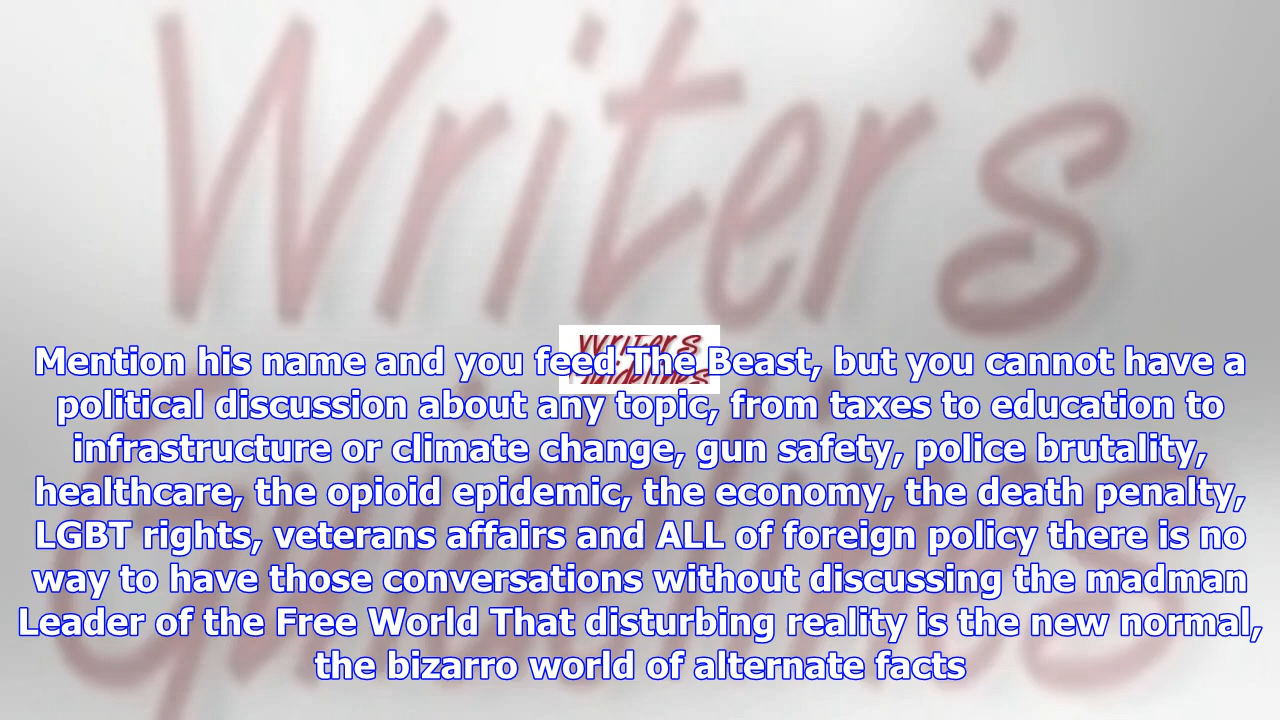 Writer's
Guidelines
Writer's
Guidelines
Mention his name and you feed The Beast, but you cannot have a
political discussion about any topic, from taxes to education to
infrastructure or climate change, gun safety, police brutality,
healthcare, the opioid epidemic, the economy, the death penalty,
LGBT rights, veterans affairs and ALL of foreign policy there is no
way to have those conversations without discussing the madman
Leader of the Free World That disturbing reality is the new normal,
the bizarro world of alternate facts